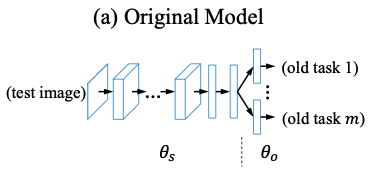 (a) Original Model
(test image)
...
(old task 1)
⋮
(old task m)
θs
θo